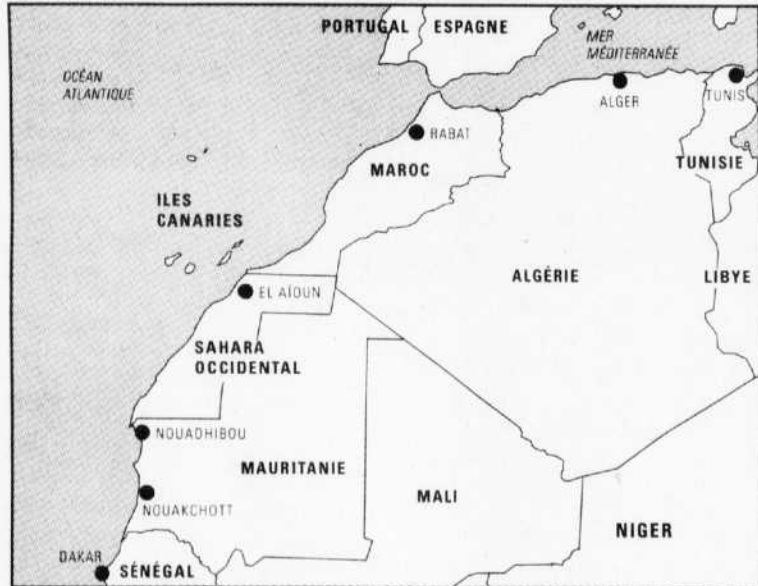 PORTUGAL
ESPAGNE
MER
MÉDITERRANÉE
OCÉAN
ATLANTIQUE
ALGER
TUNIS
RABAT
MAROC
TUNISIE
ILES
CANARIES
ALGÉRIE
LIBYE
EL AÏOUN
SAHARA
OCCIDENTAL
NOUADHIBOU
MAURITANIE
MALI
NOUAKCHOTT
NIGER
DAKAR
SÉNÉGAL